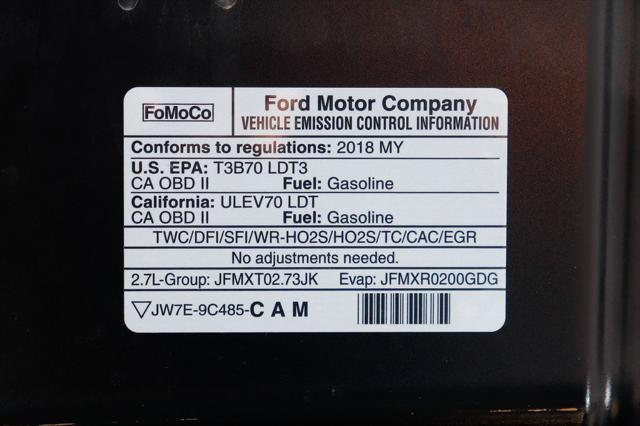 FoMoCo
Ford Motor Company
VEHICLE EMISSION CONTROL INFORMATION
Conforms to regulations: 2018 MY
U.S. EPA: T3B70 LDT3
CA OBD II Fuel: Gasoline
California: ULEV70 LDT
CA OBD II Fuel: Gasoline
TWC/DFI/SFI/WR-HO2S/HO2S/TC/CAC/EGR
No adjustments needed.
2.7L-Group: JFMXT02.73JK Evap: JFMXR0200GDG
JW7E-9C485-C A M